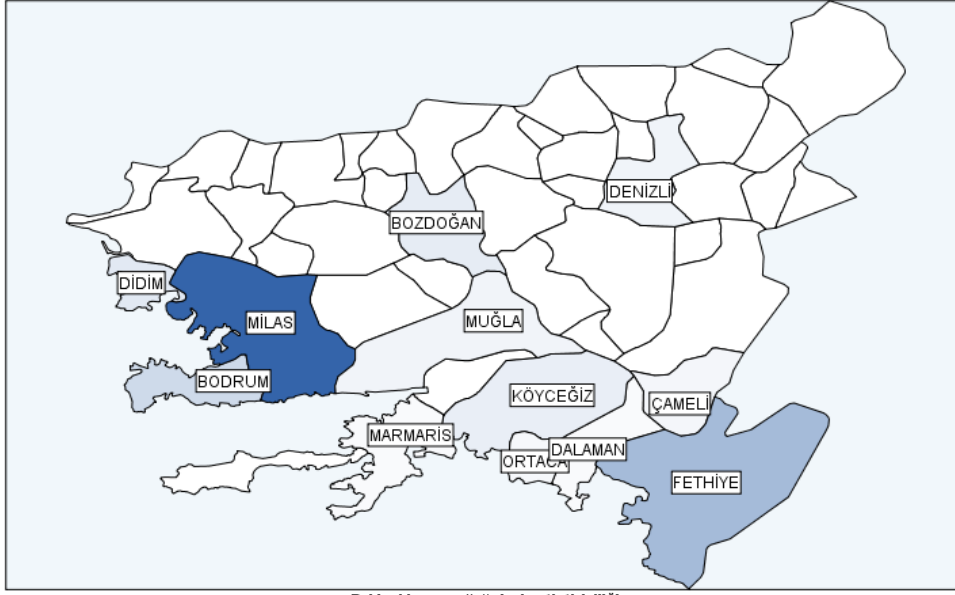 DENİZLİ
BOZDOĞAN
DİDİM
MİLAS
MUĞLA
BODRUM
KÖYCEĞİZ
ÇAMELİ
MARMARİS
DALAMAN
ORTACA
FETHİYE